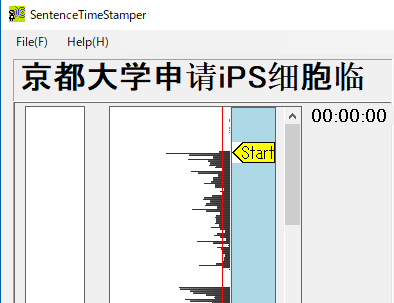 SentenceTimeStamper
File(F) Help(H)
京都大学申请iPS细胞临
00:00:00
Start